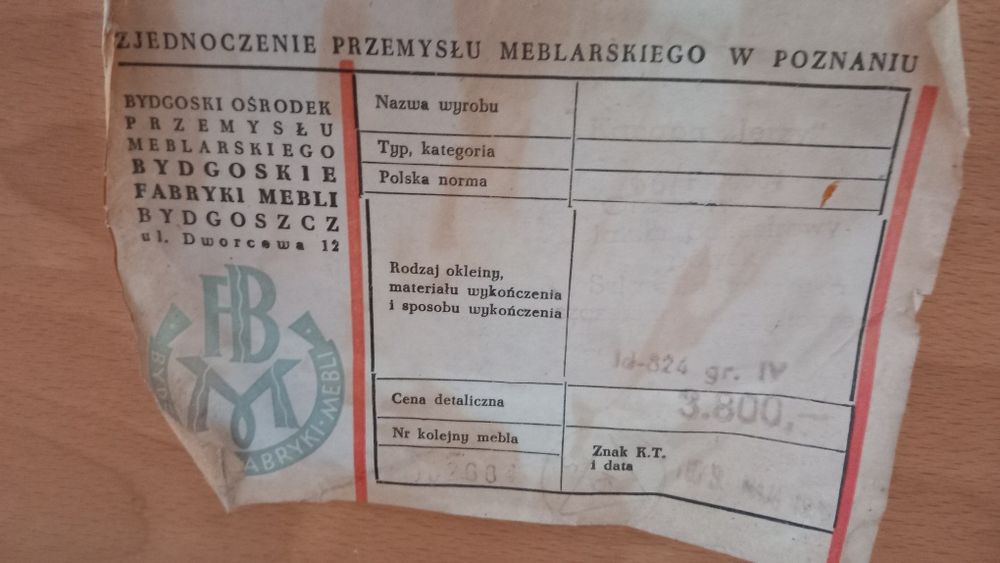 ZJEDNOCZENIE PRZEMYSŁU MEBLARSKIEGO W POZNANIU
BYDGOSKI OŚRODEK
PRZEMYSŁU
MEBLARSKIEGO
BYDGOSKIE
FABRYKI MEBLI
BYDGOSZCZ
ul. Dworcowa 12
FBM
FABRYKI · MEBLI
Nazwa wyrobu
Typ, kategoria
Polska norma
Rodzaj okleiny,
materiału wykończenia
i sposobu wykończenia
gr. IV
Cena detaliczna
3.800,—
Nr kolejny mebla
Znak K.T.
i data